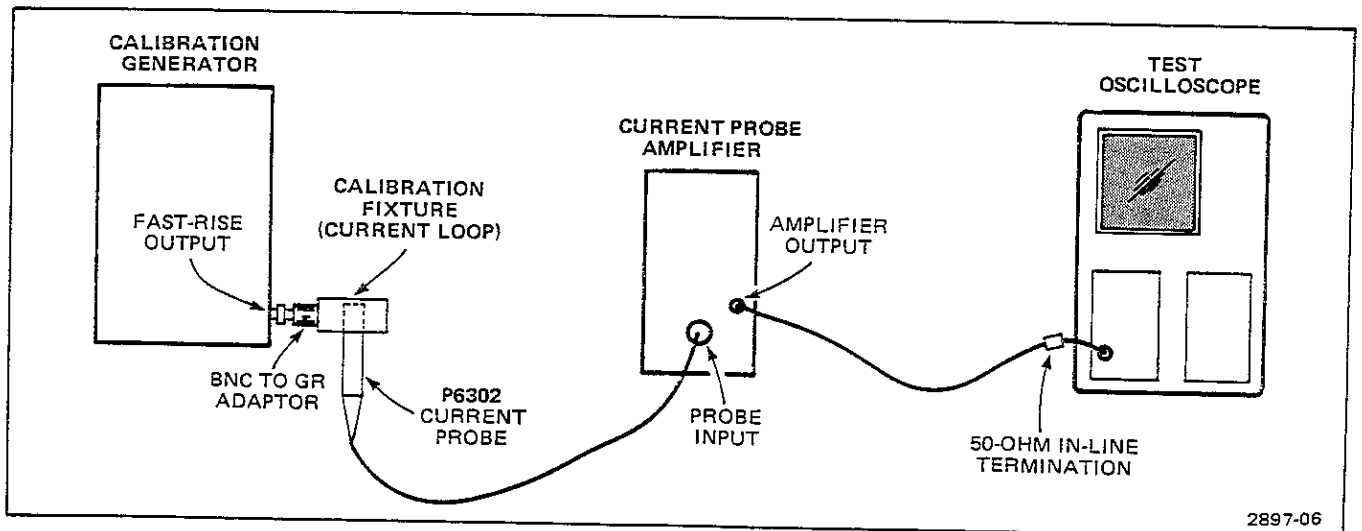 CALIBRATION
GENERATOR
TEST
OSCILLOSCOPE
CURRENT PROBE
AMPLIFIER
CALIBRATION
FIXTURE
(CURRENT LOOP)
FAST-RISE
OUTPUT
AMPLIFIER
OUTPUT
BNC TO GR
ADAPTOR
P6302
CURRENT
PROBE
PROBE
INPUT
50-OHM IN-LINE
TERMINATION
2897-06